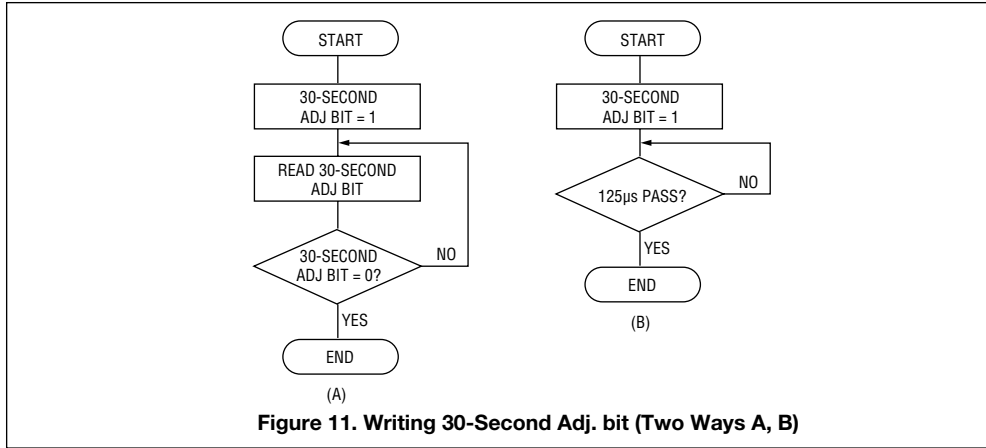 START
30-SECOND
ADJ BIT = 1
READ 30-SECOND
ADJ BIT
30-SECOND
ADJ BIT = 0?
NO
YES
END
(A)
START
30-SECOND
ADJ BIT = 1
125µs PASS?
NO
YES
END
(B)
Figure 11. Writing 30-Second Adj. bit (Two Ways A, B)